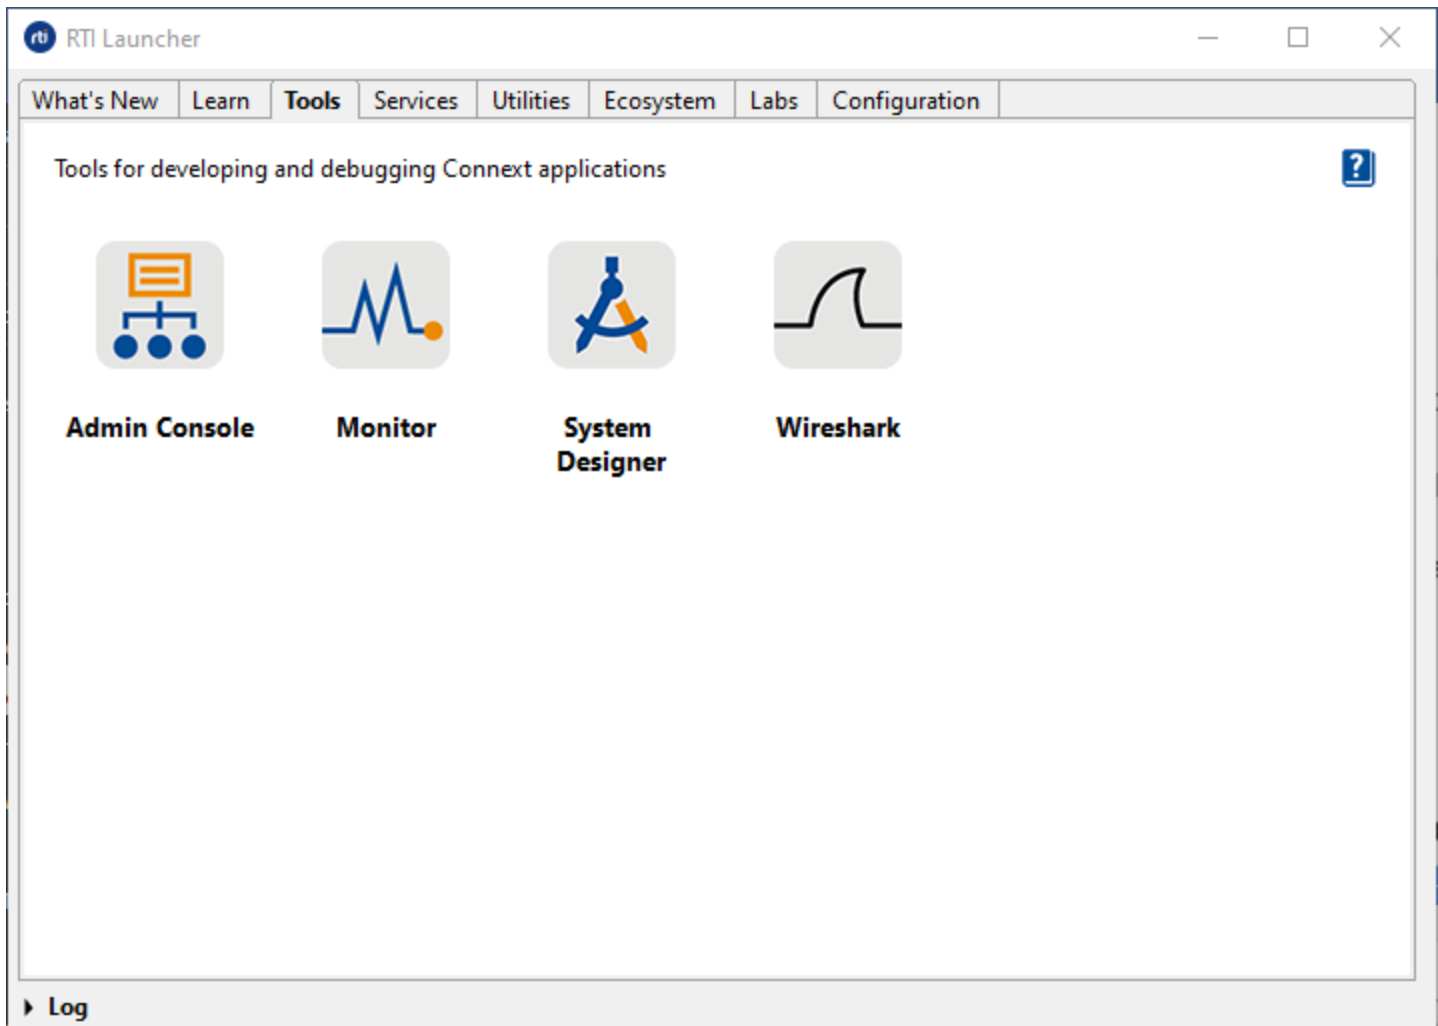 rti RTI Launcher
What's New Learn Tools Services Utilities Ecosystem Labs Configuration
Tools for developing and debugging Connext applications ?
Admin Console Monitor System Designer Wireshark
Log